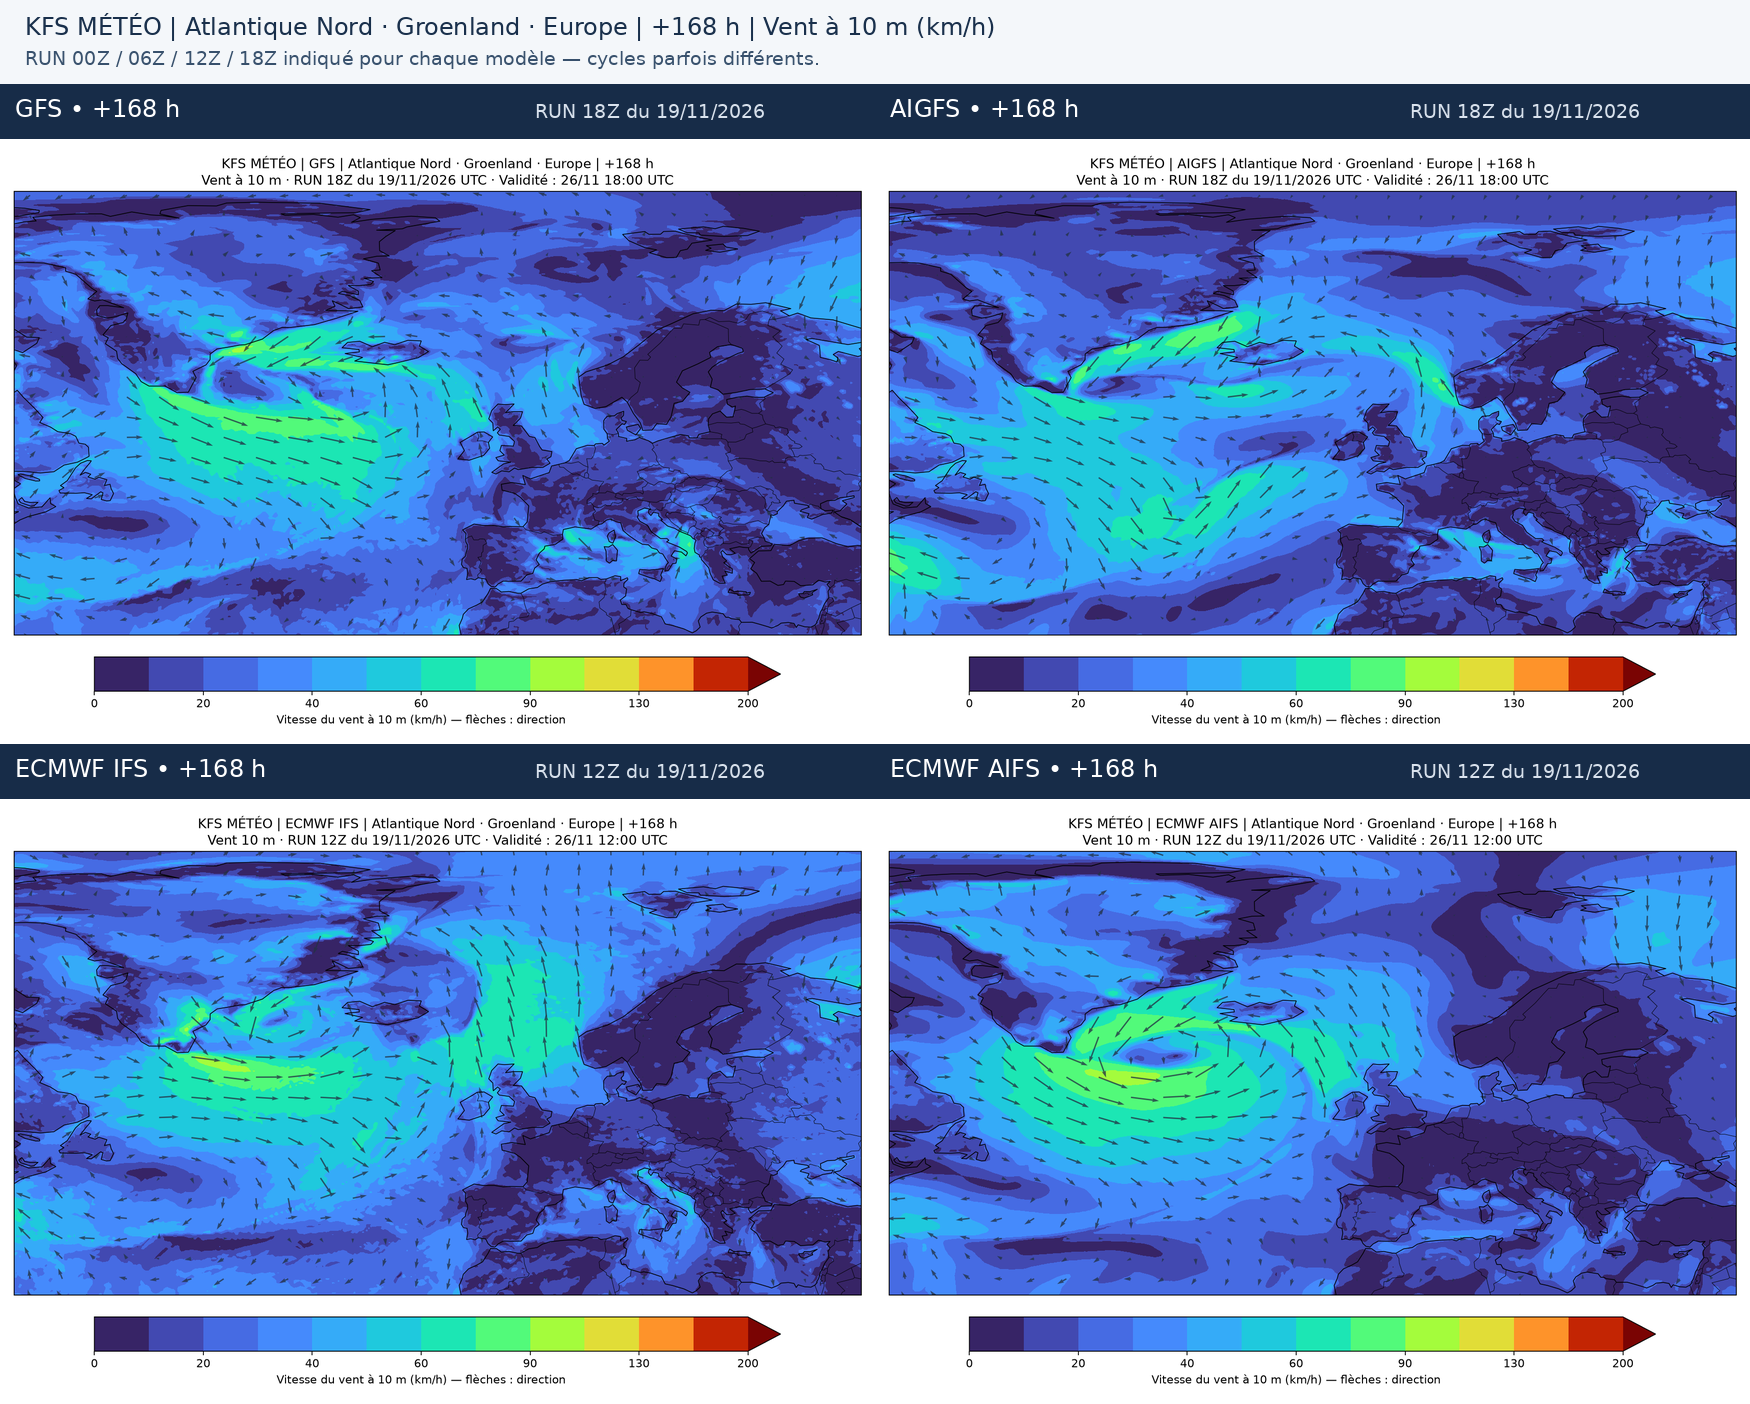 KFS MÉTÉO | Atlantique Nord · Groenland · Europe | +168 h | Vent à 10 m (km/h)
RUN 00Z / 06Z / 12Z / 18Z indiqué pour chaque modèle — cycles parfois différents.
GFS • +168 h
RUN 18Z du 19/11/2026
AIGFS • +168 h
RUN 18Z du 19/11/2026
KFS MÉTÉO | GFS | Atlantique Nord · Groenland · Europe | +168 h
Vent à 10 m · RUN 18Z du 19/11/2026 UTC · Validité : 26/11 18:00 UTC
KFS MÉTÉO | AIGFS | Atlantique Nord · Groenland · Europe | +168 h
Vent à 10 m · RUN 18Z du 19/11/2026 UTC · Validité : 26/11 18:00 UTC
0 20 40 60 90 130 200
Vitesse du vent à 10 m (km/h) — flèches : direction
0 20 40 60 90 130 200
Vitesse du vent à 10 m (km/h) — flèches : direction
ECMWF IFS • +168 h
RUN 12Z du 19/11/2026
ECMWF AIFS • +168 h
RUN 12Z du 19/11/2026
KFS MÉTÉO | ECMWF IFS | Atlantique Nord · Groenland · Europe | +168 h
Vent 10 m · RUN 12Z du 19/11/2026 UTC · Validité : 26/11 12:00 UTC
KFS MÉTÉO | ECMWF AIFS | Atlantique Nord · Groenland · Europe | +168 h
Vent 10 m · RUN 12Z du 19/11/2026 UTC · Validité : 26/11 12:00 UTC
0 20 40 60 90 130 200
Vitesse du vent à 10 m (km/h) — flèches : direction
0 20 40 60 90 130 200
Vitesse du vent à 10 m (km/h) — flèches : direction